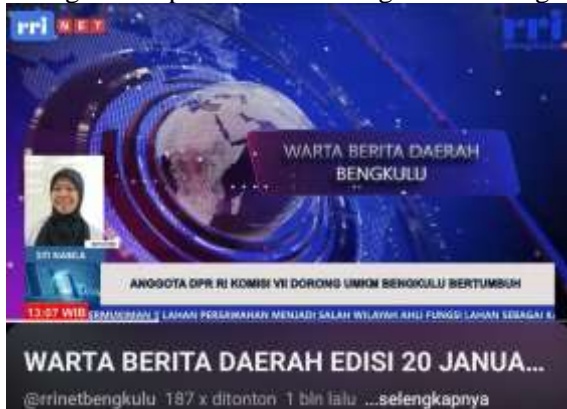 rri NET
rri
WARTA BERITA DAERAH
BENGKULU
SITI NABILA
ANGGOTA DPR RI KOMISI VII DORONG UMKM BENGKULU BERTUMBUH
13:07 WIB LAHAN PERSAWAHAN MENJADI SALAH WILAYAH AHLI FUNGSI LAHAN SEBAGAI
WARTA BERITA DAERAH EDISI 20 JANUA...
@rrinetbengkulu 187 x ditonton 1 bln lalu ...selengkapnya